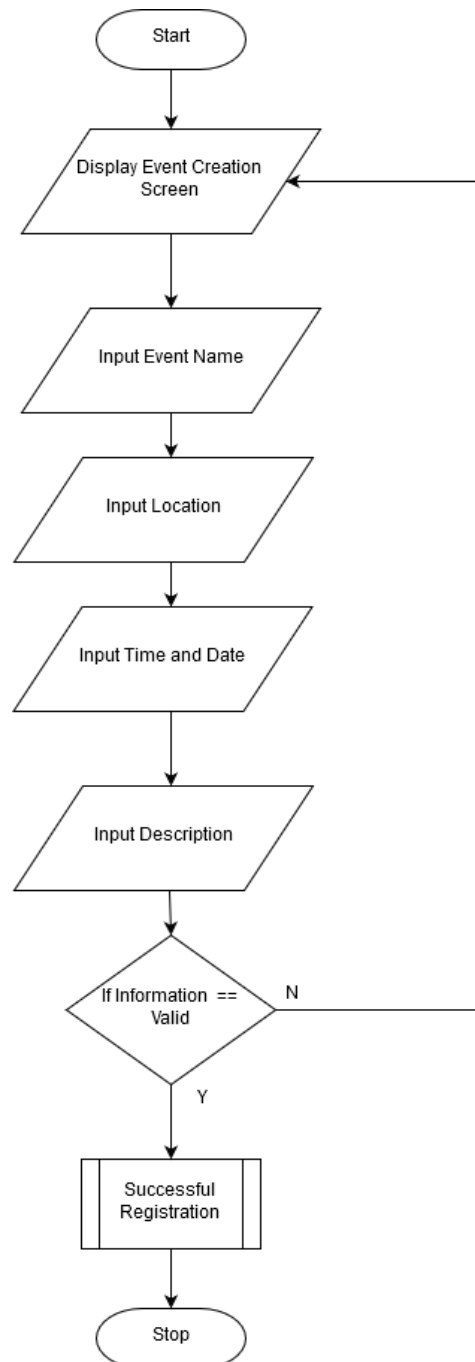 Start
Display Event Creation
Screen
Input Event Name
Input Location
Input Time and Date
Input Description
If Information == 
Valid
N
Y
Successful
Registration
Stop